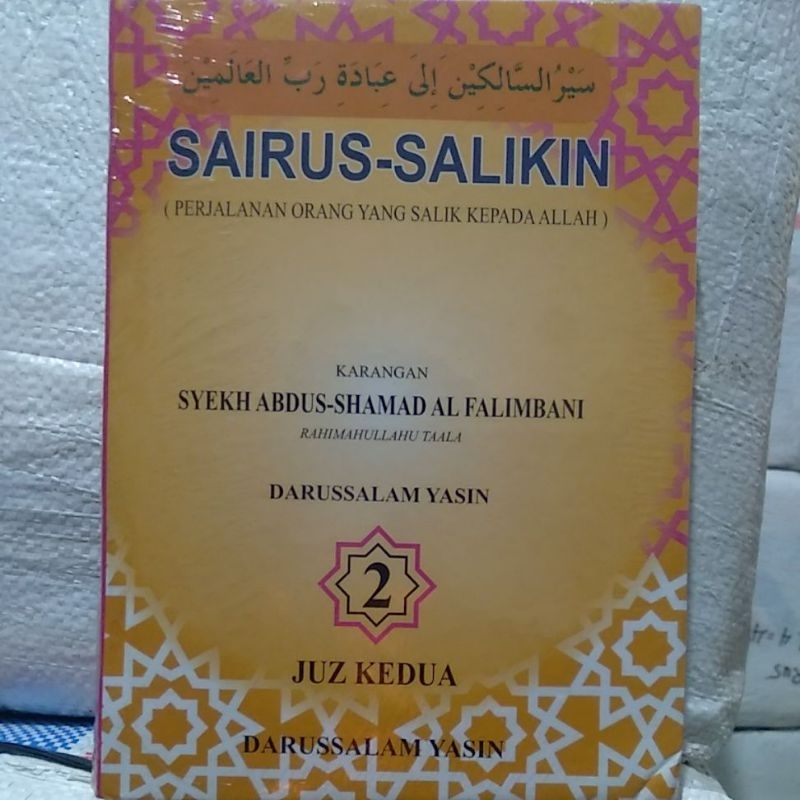 سَيْرُ السَّالِكِيْنَ إِلَى عِبَادَةِ رَبِّ العَالَمِيْنَ
SAIRUS-SALIKIN
( PERJALANAN ORANG YANG SALIK KEPADA ALLAH )
KARANGAN
SYEKH ABDUS-SHAMAD AL FALIMBANI
RAHIMAHULLAHU TAALA
DARUSSALAM YASIN
2
JUZ KEDUA
DARUSSALAM YASIN